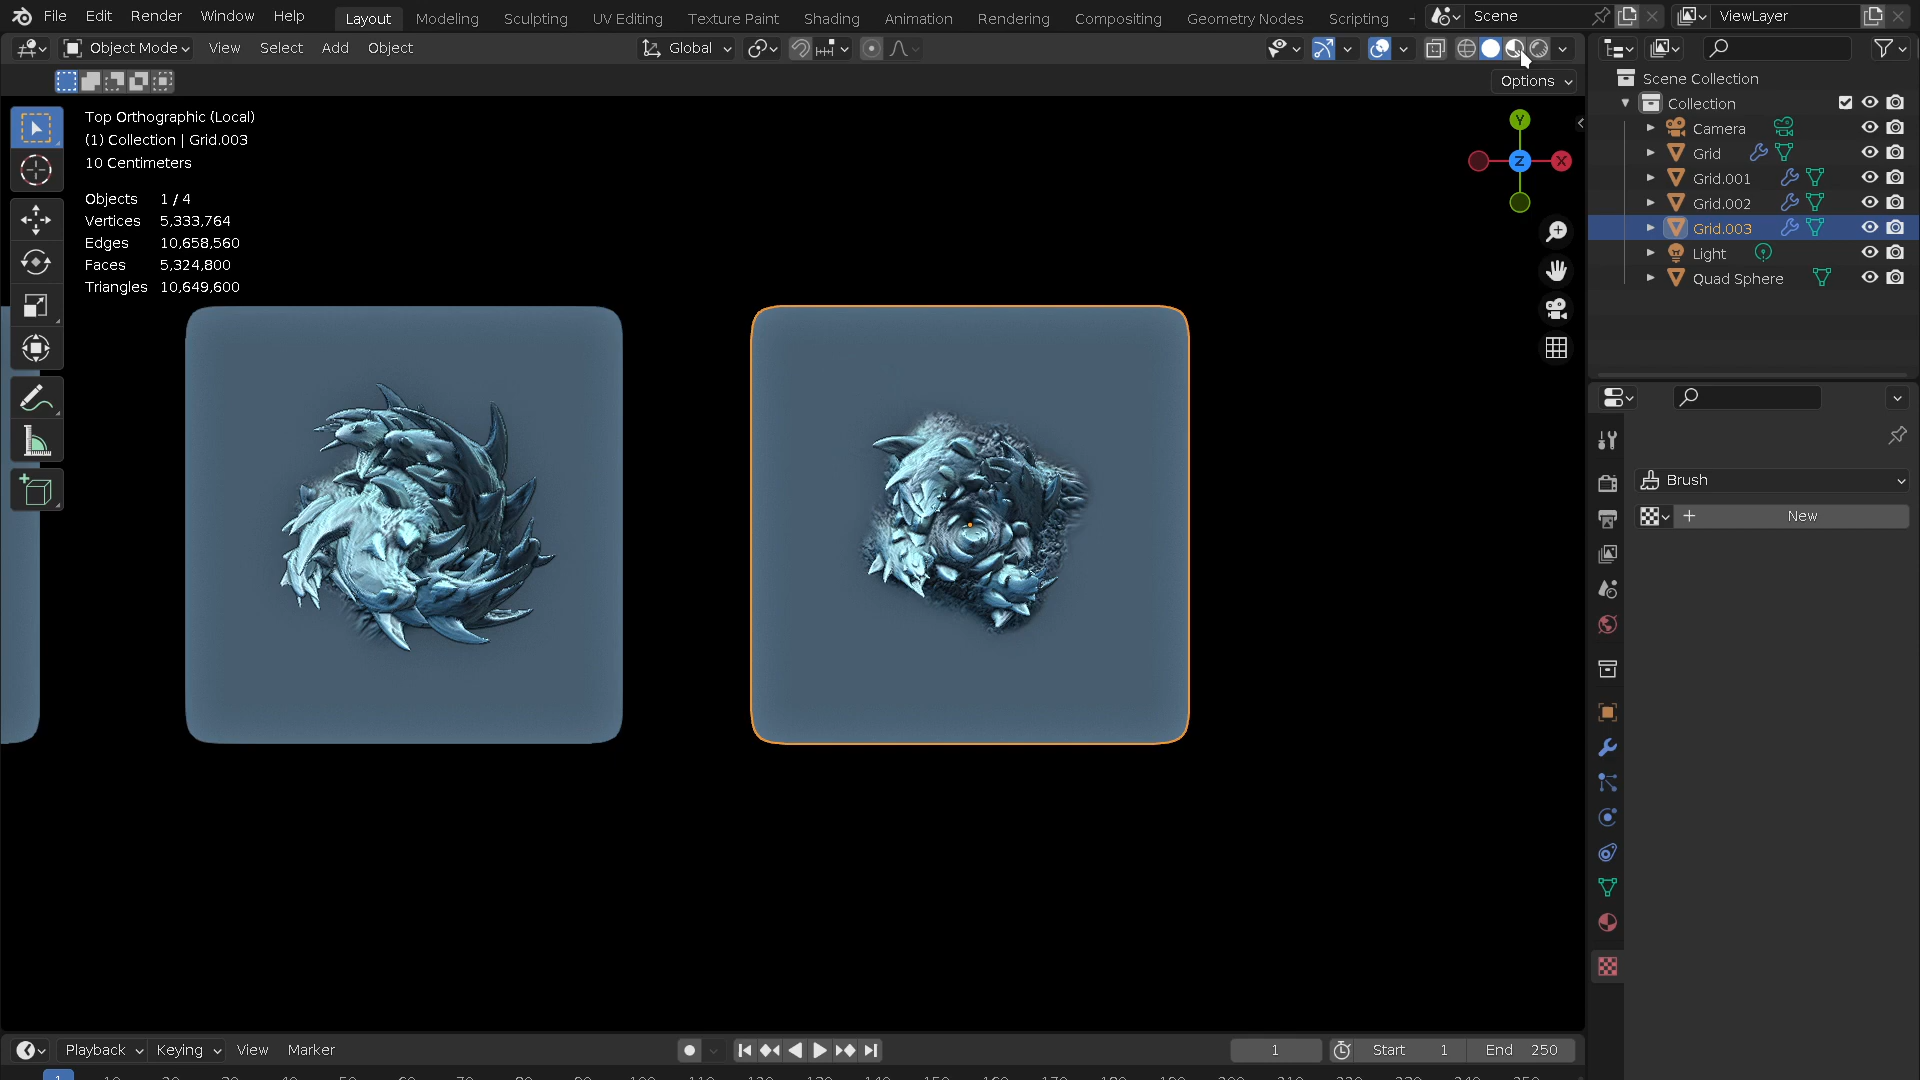 File Edit Render Window Help Layout Modeling Sculpting UV Editing Texture Paint Shading Animation Rendering Compositing Geometry Nodes Scripting Scene ViewLayer
Object Mode View Select Add Object Global
Options
Top Orthographic (Local)
(1) Collection | Grid.003
10 Centimeters
Objects 1 / 4
Vertices 5,333,764
Edges 10,658,560
Faces 5,324,800
Triangles 10,649,600
Y
Z
X
Scene Collection
Collection
Camera
Grid
Grid.001
Grid.002
Grid.003
Light
Quad Sphere
Brush
New
Playback Keying View Marker 1 Start 1 End 250
1